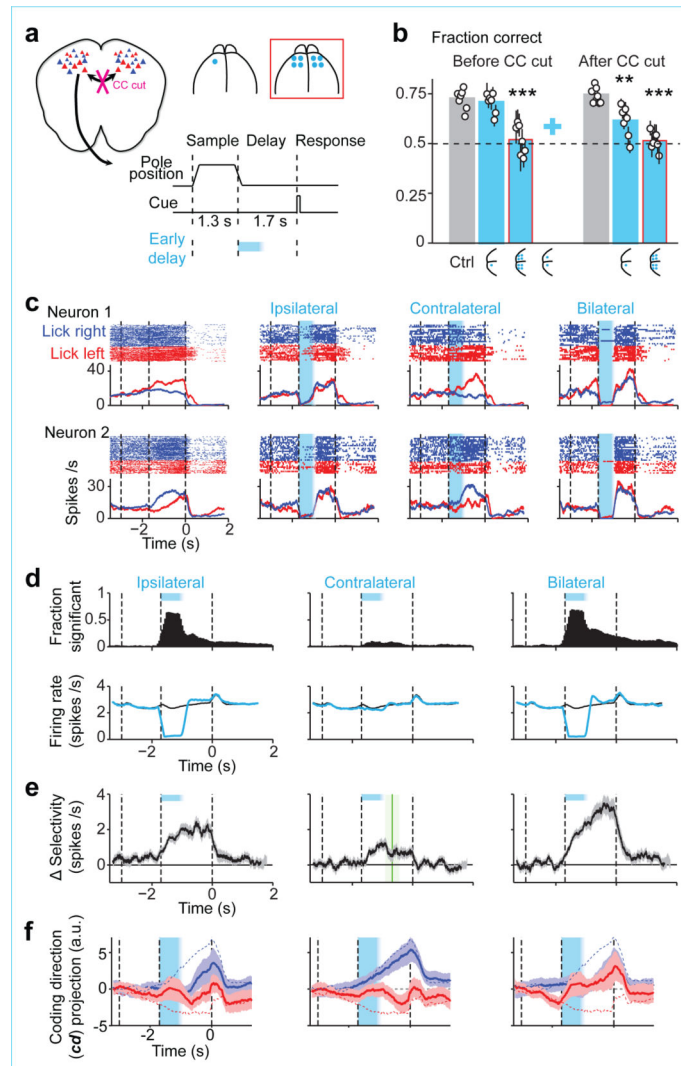 a
CC cut
Sample Delay Response
Pole
position
Cue
1.3 s 1.7 s
Early
delay
b
Fraction correct
Before CC cut After CC cut
***
**
***
0.75
0.5
0.25
0
+
Ctrl
c
Neuron 1
Lick right
Lick left
Ipsilateral Contralateral Bilateral
40
0
Neuron 2
30
0
Spikes /s
−2 0 2
Time (s)
d
Ipsilateral Contralateral Bilateral
Fraction
significant
1
0.5
0
Firing rate
(spikes /s)
4
2
0
−2 0 2
Time (s)
e
Δ Selectivity
(spikes /s)
4
2
0
−2 0 2
f
Coding direction
(cd) projection (a.u.)
5
0
-5
-2 0
Time (s)